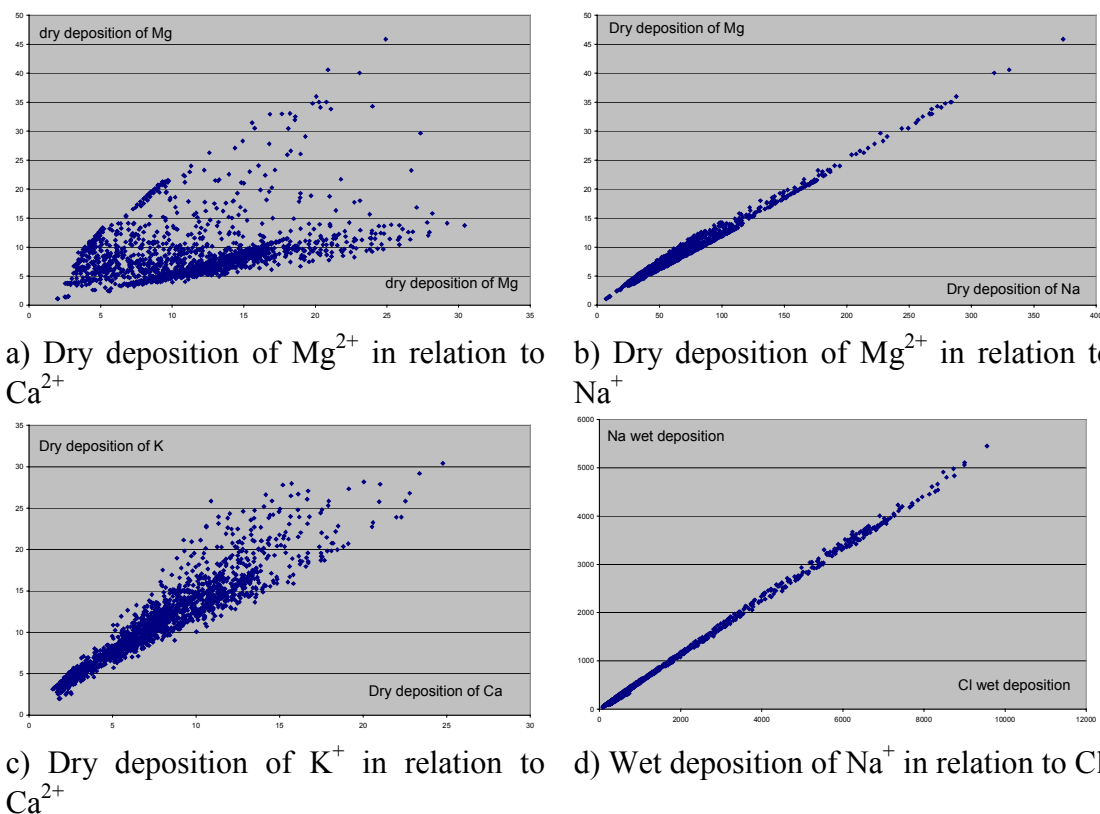 50
45
40
35
30
25
20
15
10
5
0
dry deposition of Mg
dry deposition of Mg
0 5 10 15 20 25 30 35
50
45
40
35
30
25
20
15
10
5
0
Dry deposition of Mg
Dry deposition of Na
0 50 100 150 200 250 300 350 400
a) Dry deposition of Mg²⁺ in relation to
Ca²⁺
b) Dry deposition of Mg²⁺ in relation to
Na⁺
35
30
25
20
15
10
5
0
Dry deposition of K
Dry deposition of Ca
0 5 10 15 20 25 30
6000
5000
4000
3000
2000
1000
0
Na wet deposition
Cl wet deposition
0 2000 4000 6000 8000 10000 12000
c) Dry deposition of K⁺ in relation to
Ca²⁺
d) Wet deposition of Na⁺ in relation to Cl